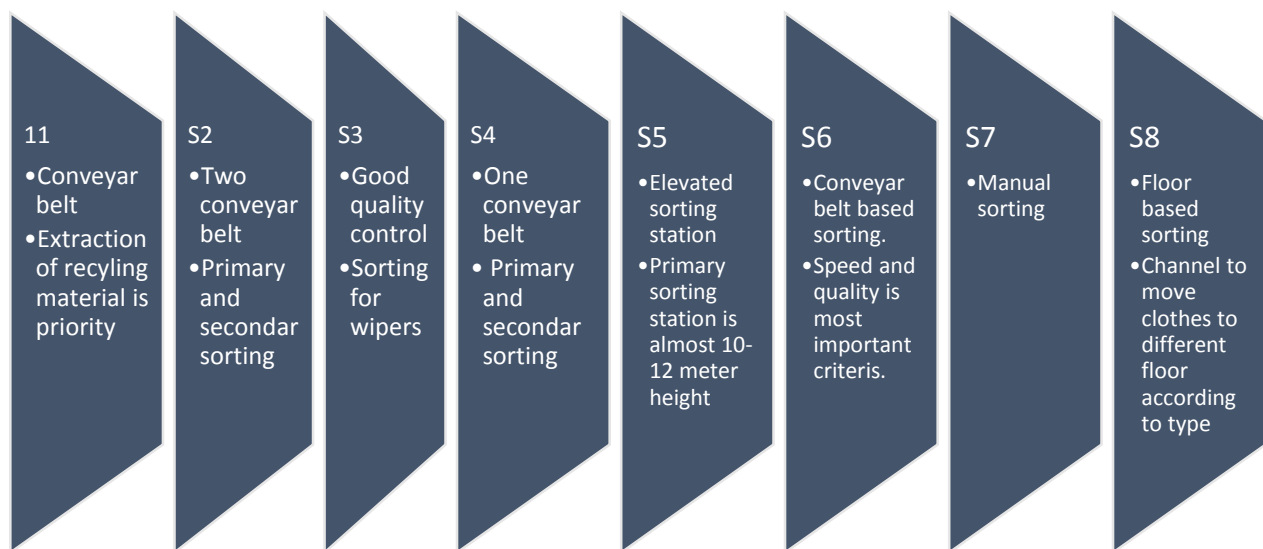 11
•Conveyar
belt
•Extraction
of recyling
material is
priority
S2
•Two
conveyar
belt
•Primary
and
secondar
sorting
S3
•Good
quality
control
•Sorting
for
wipers
S4
•One
conveyar
belt
• Primary
and
secondar
sorting
S5
•Elevated
sorting
station
•Primary
sorting
station is
almost 10-
12 meter
height
S6
•Conveyar
belt based
sorting.
•Speed and
quality is
most
important
criteris.
S7
•Manual
sorting
S8
•Floor
based
sorting
•Channel to
move
clothes to
different
floor
according
to type